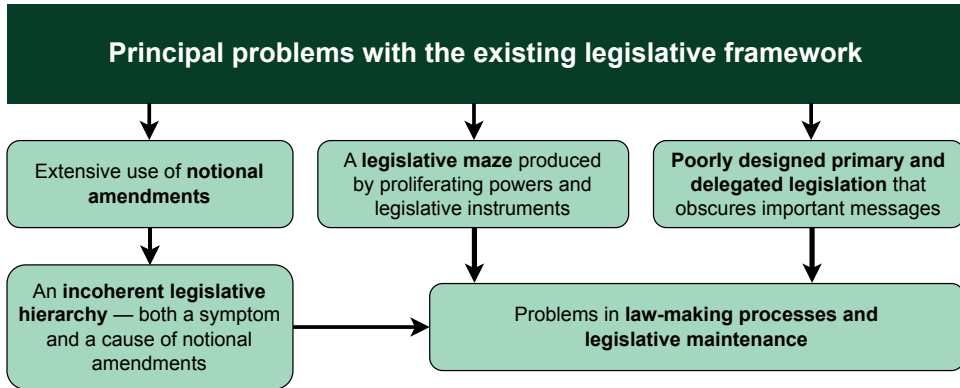 Principal problems with the existing legislative framework
Extensive use of notional
amendments
A legislative maze produced
by proliferating powers and
legislative instruments
Poorly designed primary and
delegated legislation that
obscures important messages
An incoherent legislative
hierarchy — both a symptom
and a cause of notional
amendments
Problems in law-making processes and
legislative maintenance